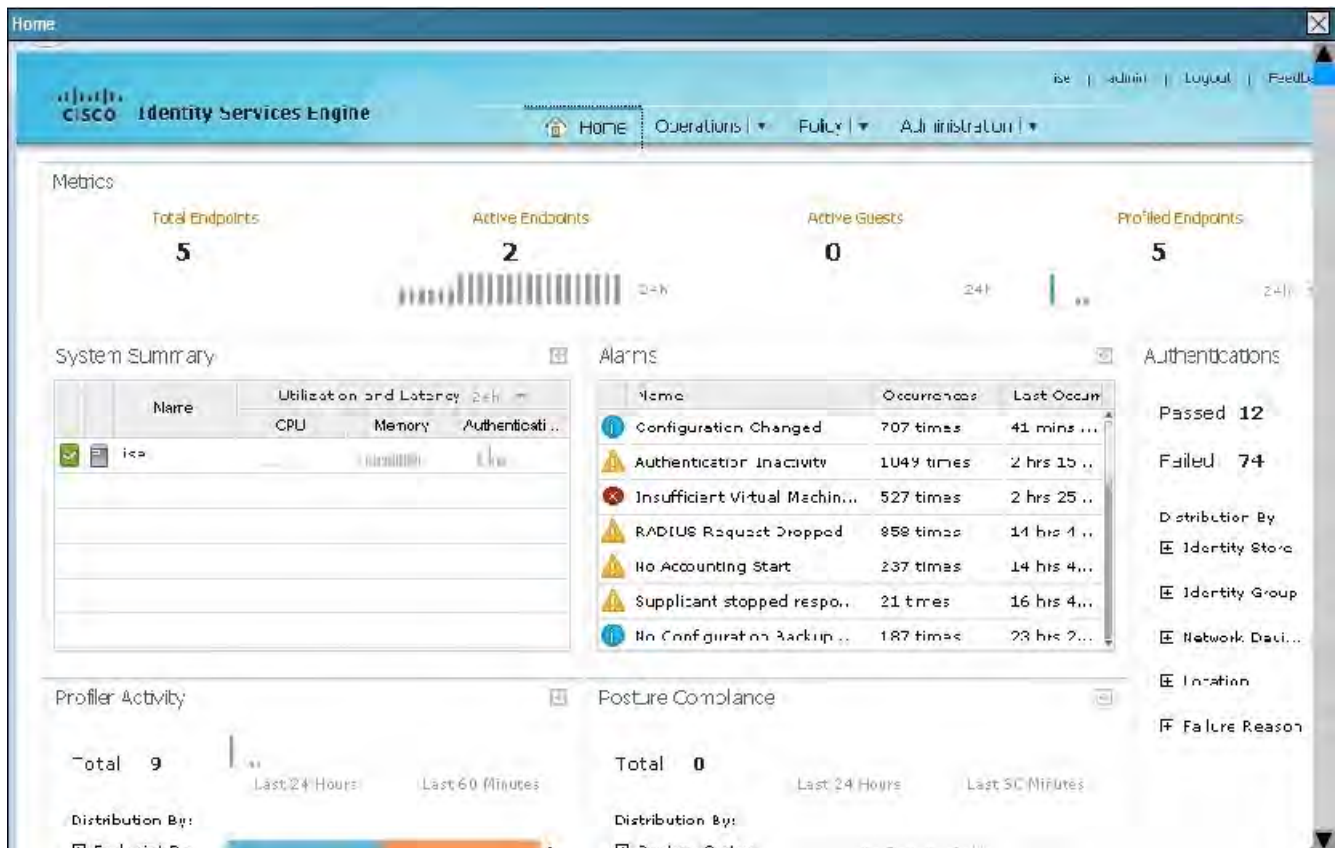 Home
ise | admin | Logout | Feedb
CISCO Identity Services Engine
Home Operations | Policy | Administration |
Metrics
Total Endpoints Active Endpoints Active Guests Profiled Endpoints
5 2 0 5
24h 24h 24h
System Summary Alarms Authentications
Name Utilization and Latency 24h Name Occurrences Last Occurr
CPU Memory Authenticati... Configuration Changed 707 times 41 mins ... Passed 12
ise Authentication Inactivity 1049 times 2 hrs 15 .. Failed 74
Insufficient Virtual Machin... 527 times 2 hrs 25 ..
RADIUS Request Dropped 858 times 14 hrs 4 .. Distribution By
No Accounting Start 237 times 14 hrs 4... Identity Store
Supplicant stopped respo.. 21 times 16 hrs 4... Identity Group
No Configuration Backup .. 187 times 23 hrs 2... Network Devi...
Location
Profiler Activity Posture Compliance
Failure Reason
Total 9 Total 0
Last 24 Hours Last 60 Minutes Last 24 Hours Last 60 Minutes
Distribution By: Distribution By: